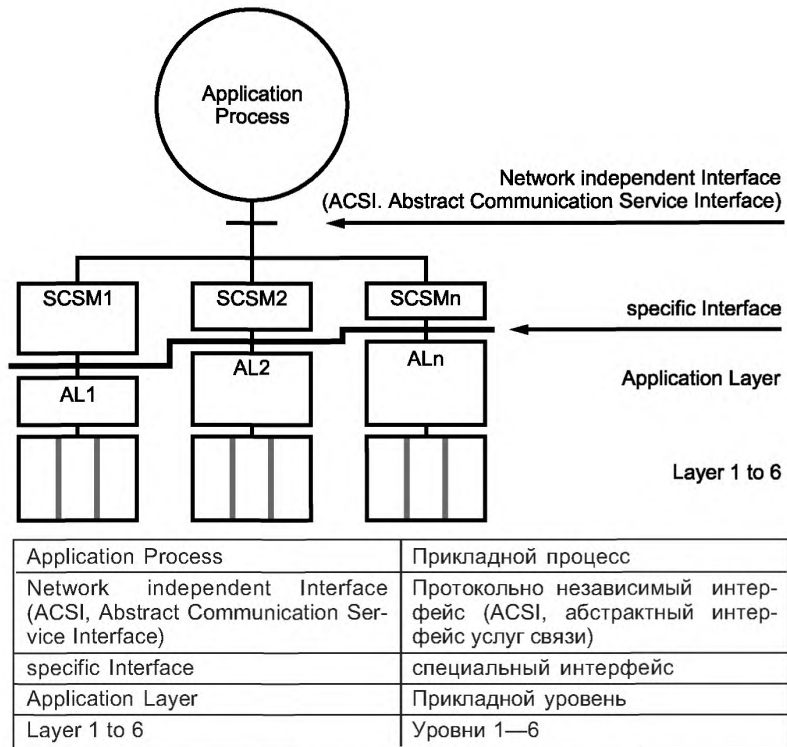 Application
Process
Network independent Interface
(ACSI. Abstract Communication Service Interface)
SCSM1
SCSM2
SCSMn
specific Interface
AL1
AL2
ALn
Application Layer
Layer 1 to 6
Application Process
Прикладной процесс
Network independent Interface
(ACSI, Abstract Communication Ser-
vice Interface)
Протокольно независимый интер-
фейс (ACSI, абстрактный интер-
фейс услуг связи)
specific Interface
специальный интерфейс
Application Layer
Прикладной уровень
Layer 1 to 6
Уровни 1—6